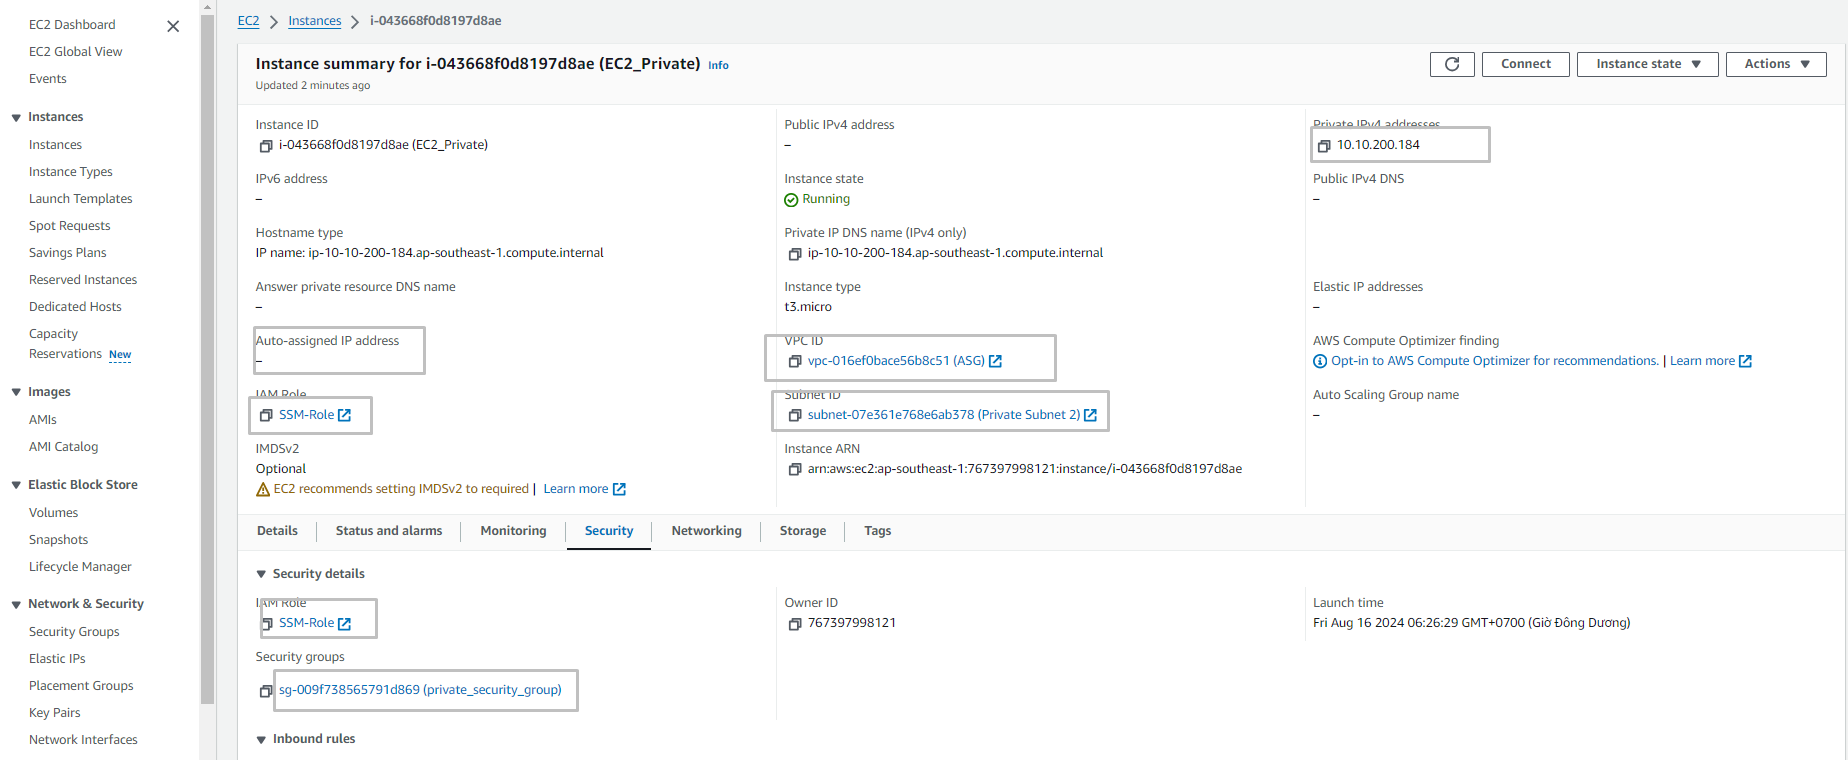 EC2 Dashboard
EC2 Global View
Events
Instances
Instances
Instance Types
Launch Templates
Spot Requests
Savings Plans
Reserved Instances
Dedicated Hosts
Capacity
Reservations New
Images
AMIs
AMI Catalog
Elastic Block Store
Volumes
Snapshots
Lifecycle Manager
Network & Security
Security Groups
Elastic IPs
Placement Groups
Key Pairs
Network Interfaces
EC2 > Instances > i-043668f0d8197d8ae
Instance summary for i-043668f0d8197d8ae (EC2_Private) Info
Updated 2 minutes ago
Connect
Instance state
Actions
Instance ID
i-043668f0d8197d8ae (EC2_Private)
Public IPv4 address
–
Private IPv4 addresses
10.10.200.184
IPv6 address
–
Instance state
Running
Public IPv4 DNS
–
Hostname type
IP name: ip-10-10-200-184.ap-southeast-1.compute.internal
Private IP DNS name (IPv4 only)
ip-10-10-200-184.ap-southeast-1.compute.internal
Answer private resource DNS name
–
Instance type
t3.micro
Elastic IP addresses
–
Auto-assigned IP address
–
VPC ID
vpc-016ef0bace56b8c51 (ASG)
AWS Compute Optimizer finding
Opt-in to AWS Compute Optimizer for recommendations. | Learn more
IAM Role
SSM-Role
Subnet ID
subnet-07e361e768e6ab378 (Private Subnet 2)
Auto Scaling Group name
–
IMDSv2
Optional
EC2 recommends setting IMDSv2 to required | Learn more
Instance ARN
arn:aws:ec2:ap-southeast-1:767397998121:instance/i-043668f0d8197d8ae
Details
Status and alarms
Monitoring
Security
Networking
Storage
Tags
Security details
IAM Role
SSM-Role
Owner ID
767397998121
Launch time
Fri Aug 16 2024 06:26:29 GMT+0700 (Giờ Đông Dương)
Security groups
sg-009f738565791d869 (private_security_group)
Inbound rules